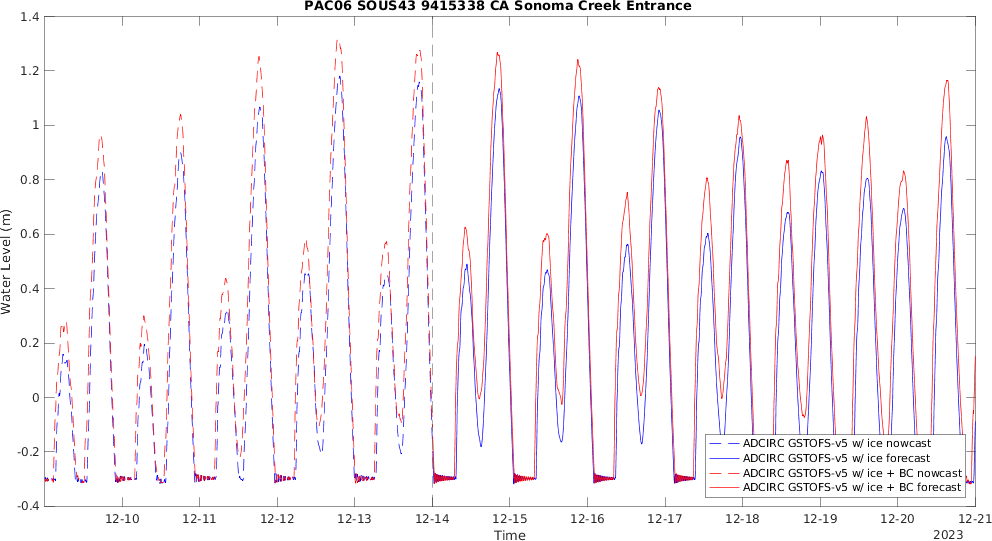 PAC06 SOUS43 9415338 CA Sonoma Creek Entrance
Water Level (m)
1.4
1.2
1
0.8
0.6
0.4
0.2
0
-0.2
-0.4
ADCIRC GSTOFS-v5 w/ ice nowcast
ADCIRC GSTOFS-v5 w/ ice forecast
ADCIRC GSTOFS-v5 w/ ice + BC nowcast
ADCIRC GSTOFS-v5 w/ ice + BC forecast
12-10 12-11 12-12 12-13 12-14 12-15 12-16 12-17 12-18 12-19 12-20 12-21
Time
2023